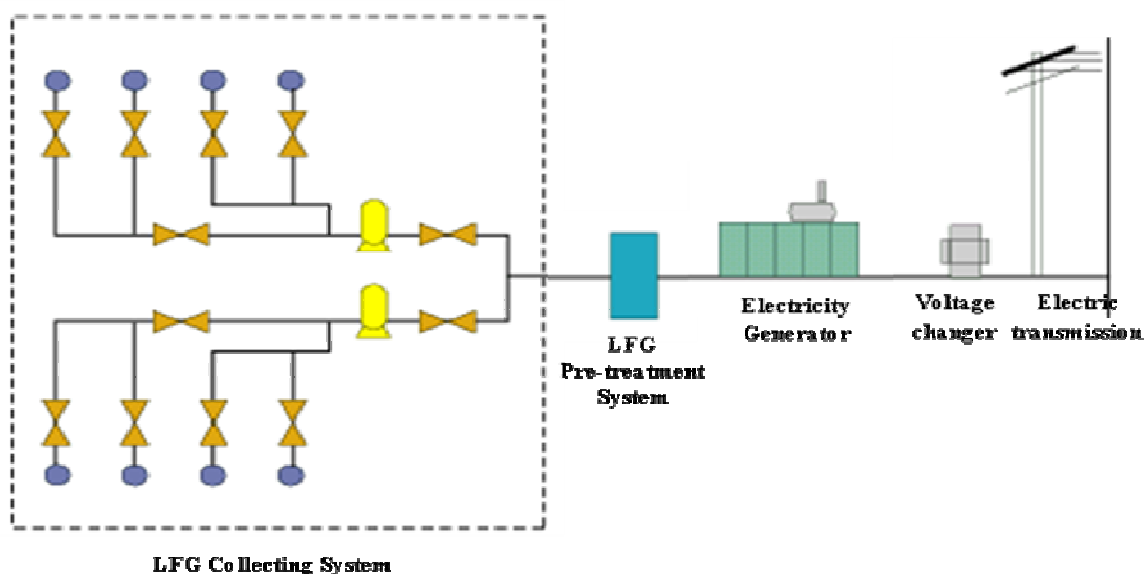 Electricity
Generator
Voltage
changer
Electric
transmission
LFG
Pre-treatment
System
LFG Collecting System